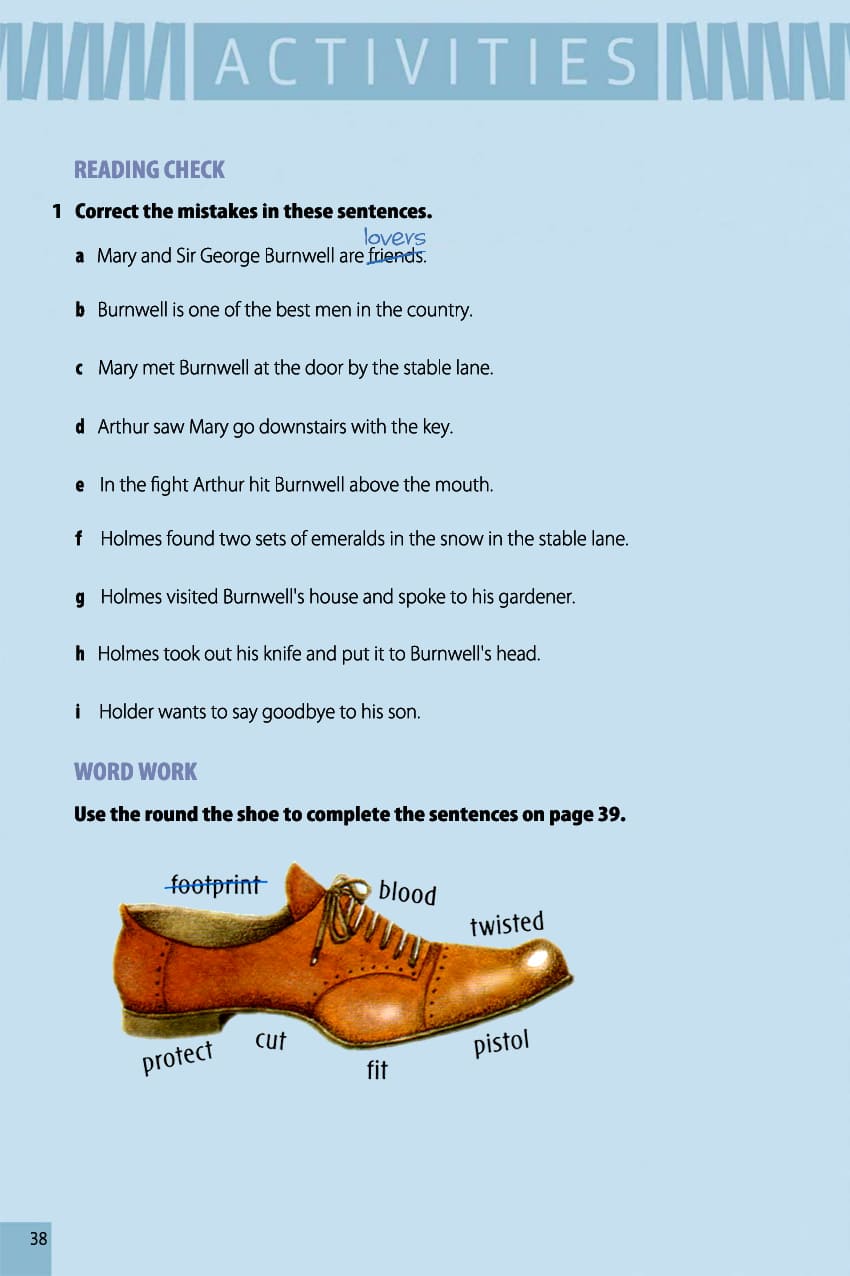 ACTIVITIES
READING CHECK
1 Correct the mistakes in these sentences.
lovers
a Mary and Sir George Burnwell are friends.
b Burnwell is one of the best men in the country.
c Mary met Burnwell at the door by the stable lane.
d Arthur saw Mary go downstairs with the key.
e In the fight Arthur hit Burnwell above the mouth.
f Holmes found two sets of emeralds in the snow in the stable lane.
g Holmes visited Burnwell's house and spoke to his gardener.
h Holmes took out his knife and put it to Burnwell's head.
i Holder wants to say goodbye to his son.
WORD WORK
Use the round the shoe to complete the sentences on page 39.
footprint
blood
twisted
protect
cut
fit
pistol
38